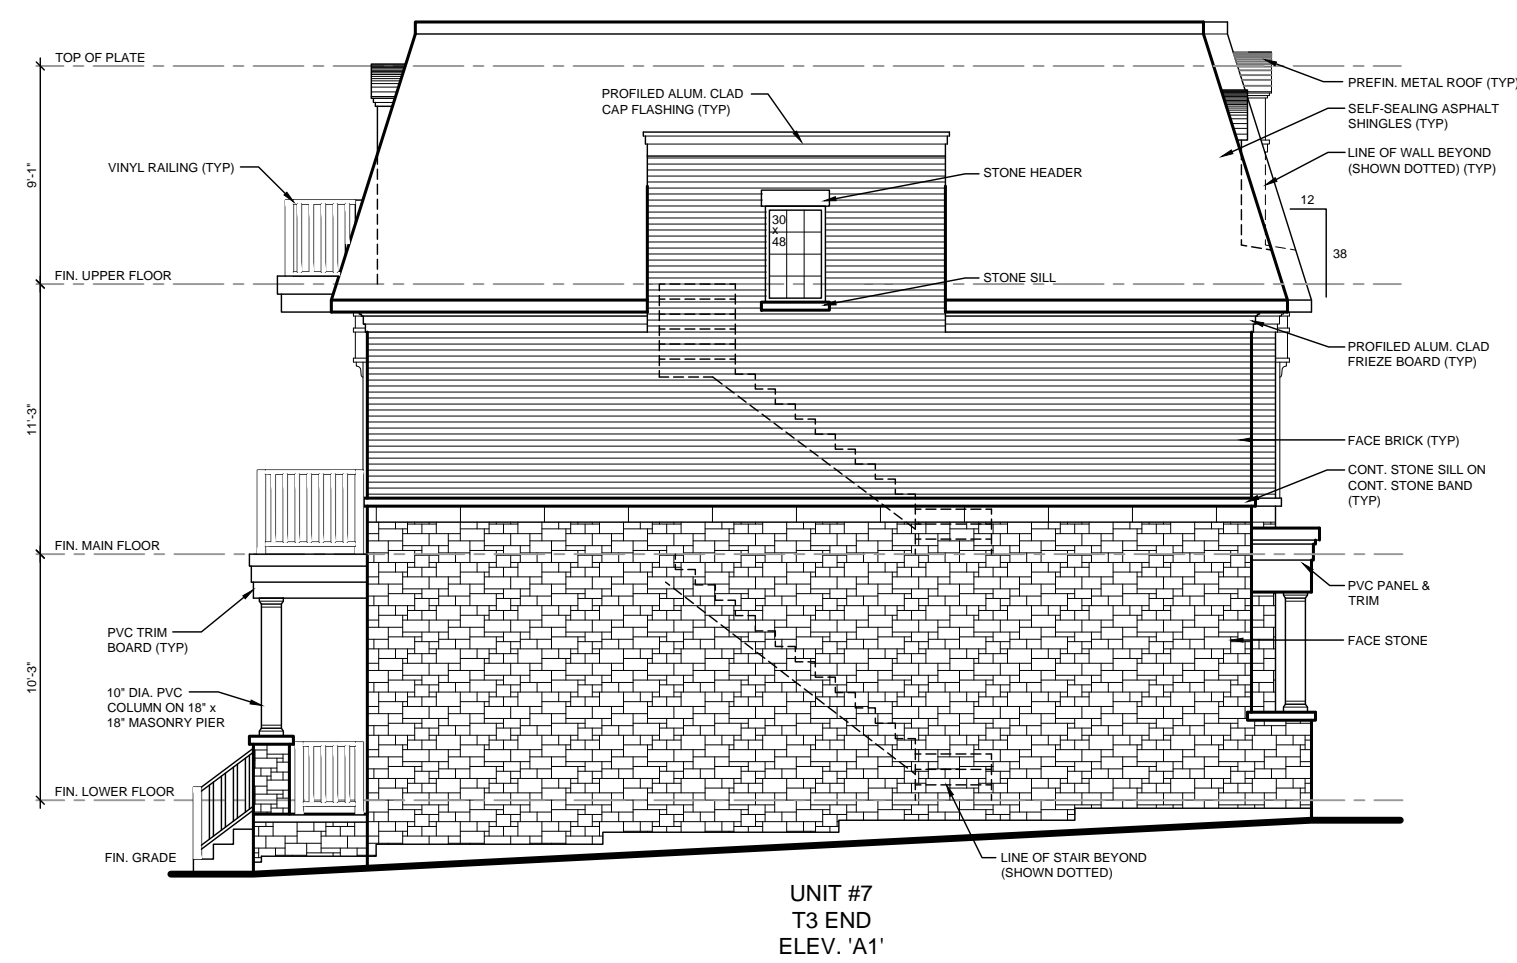 TOP OF PLATE
9'-1"
VINYL RAILING (TYP)
FIN. UPPER FLOOR
11'-3"
FIN. MAIN FLOOR
PVC TRIM
BOARD (TYP)
10'-3"
10" DIA. PVC
COLUMN ON 18" x
18" MASONRY PIER
FIN. LOWER FLOOR
FIN. GRADE
PROFILED ALUM. CLAD
CAP FLASHING (TYP)
STONE HEADER
30
x
48
STONE SILL
PREFIN. METAL ROOF (TYP)
SELF-SEALING ASPHALT
SHINGLES (TYP)
LINE OF WALL BEYOND
(SHOWN DOTTED) (TYP)
12
38
PROFILED ALUM. CLAD
FRIEZE BOARD (TYP)
FACE BRICK (TYP)
CONT. STONE SILL ON
CONT. STONE BAND
(TYP)
PVC PANEL &
TRIM
FACE STONE
LINE OF STAIR BEYOND
(SHOWN DOTTED)
UNIT #7
T3 END
ELEV. 'A1'